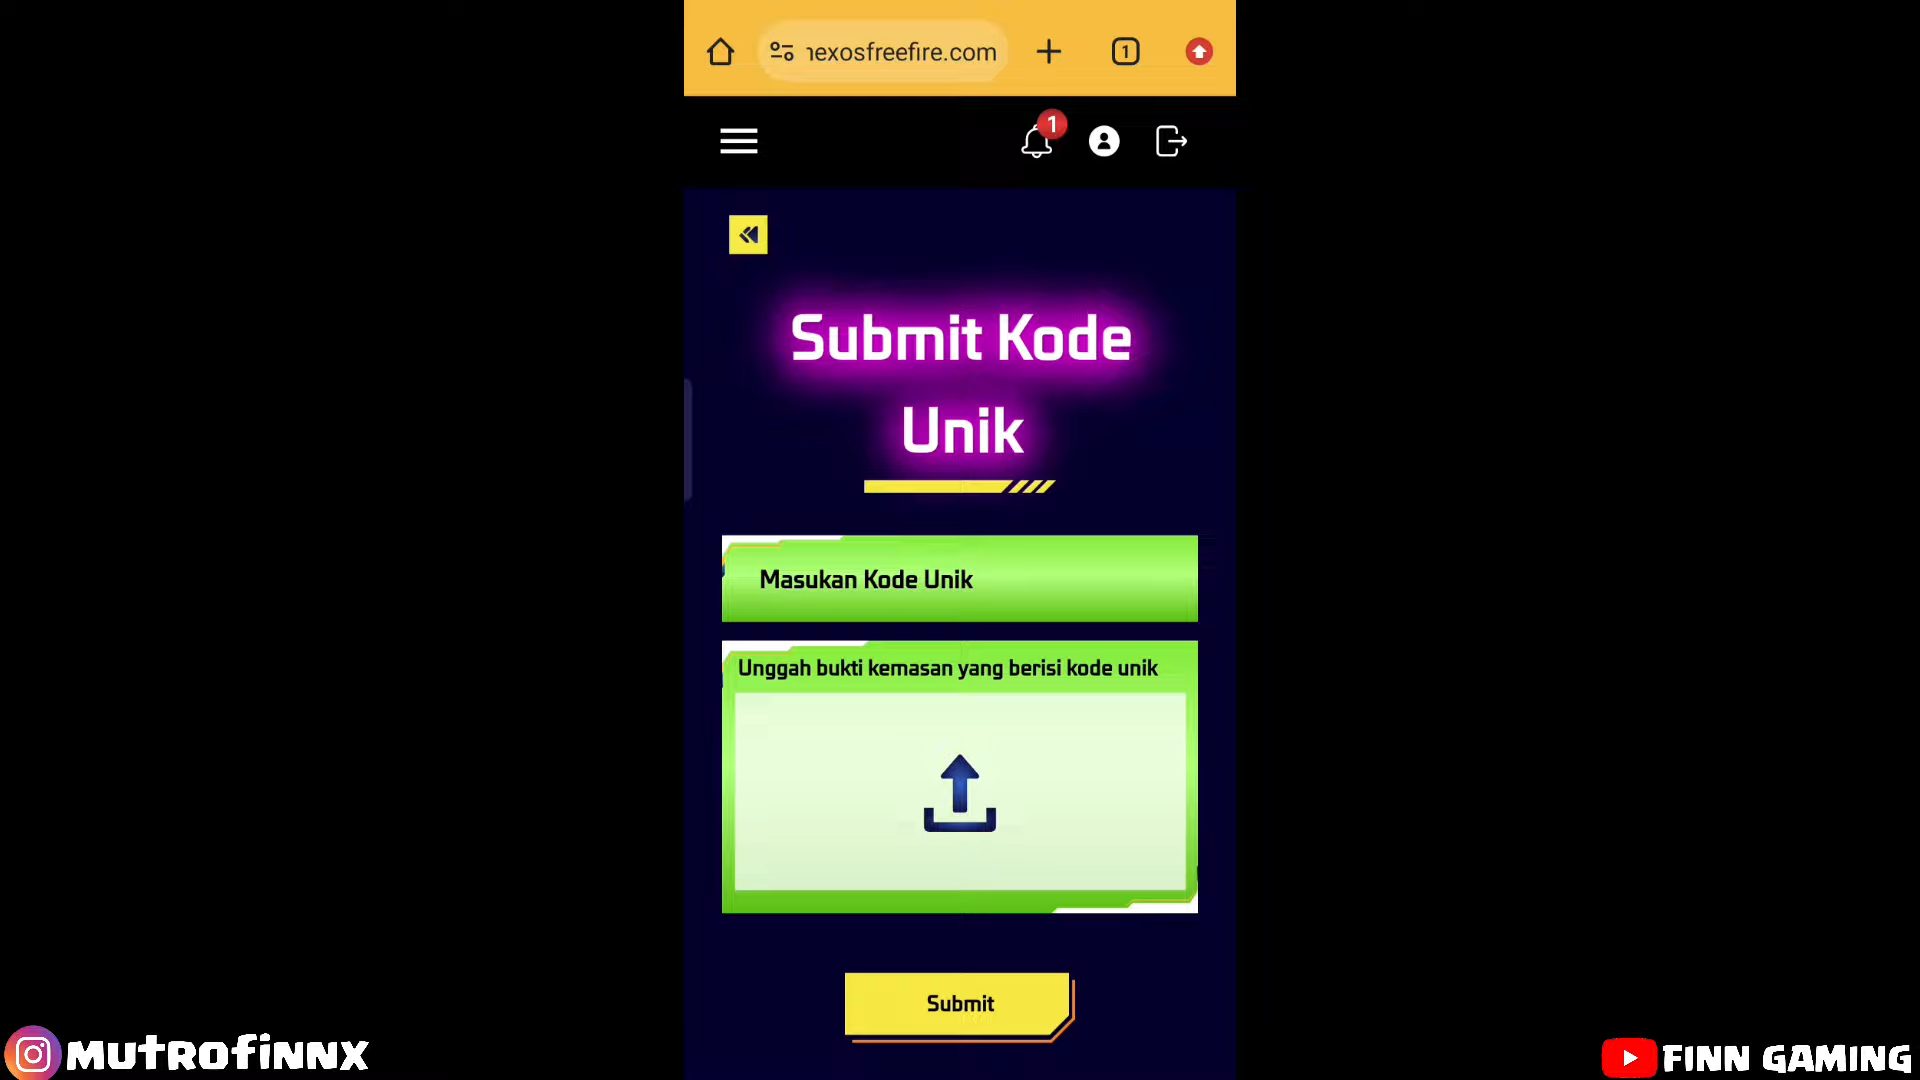 nexosfreefire.com
1
1
Submit Kode
Unik
Masukan Kode Unik
Unggah bukti kemasan yang berisi kode unik
Submit
MUTROFINNX
FINN GAMING